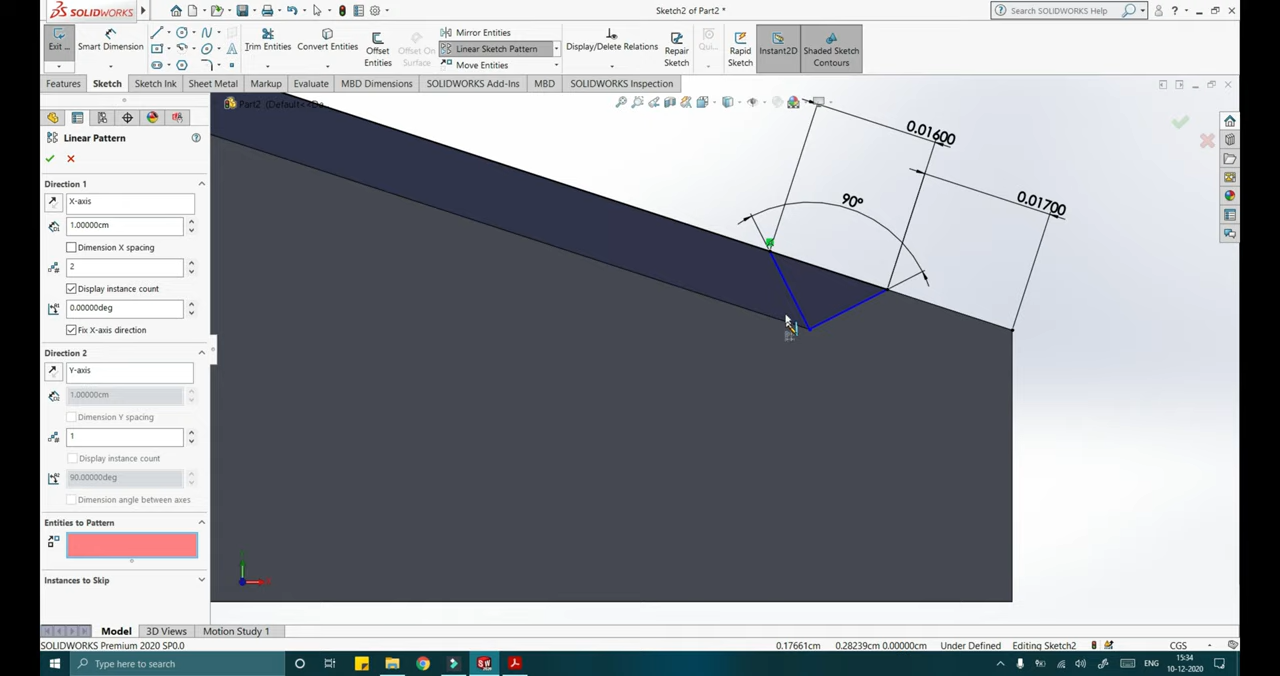 SOLIDWORKS
Sketch2 of Part2 *
Search SOLIDWORKS Help
Exit ...
Smart Dimension
Trim Entities
Convert Entities
Offset Entities
Offset On Surface
Mirror Entities
Linear Sketch Pattern
Move Entities
Display/Delete Relations
Repair Sketch
Qui...
Rapid Sketch
Instant2D
Shaded Sketch Contours
Features
Sketch
Sketch Ink
Sheet Metal
Markup
Evaluate
MBD Dimensions
SOLIDWORKS Add-Ins
MBD
SOLIDWORKS Inspection
Part2 (Default<<De...
Linear Pattern
Direction 1
X-axis
1.00000cm
Dimension X spacing
2
Display instance count
0.00000deg
Fix X-axis direction
Direction 2
Y-axis
1.00000cm
Dimension Y spacing
1
Display instance count
90.00000deg
Dimension angle between axes
Entities to Pattern
Instances to Skip
0.01600
0.01700
90°
Model
3D Views
Motion Study 1
SOLIDWORKS Premium 2020 SP0.0
0.17661cm
0.28239cm 0.00000cm
Under Defined
Editing Sketch2
CGS
Type here to search
ENG
15:34
10-12-2020